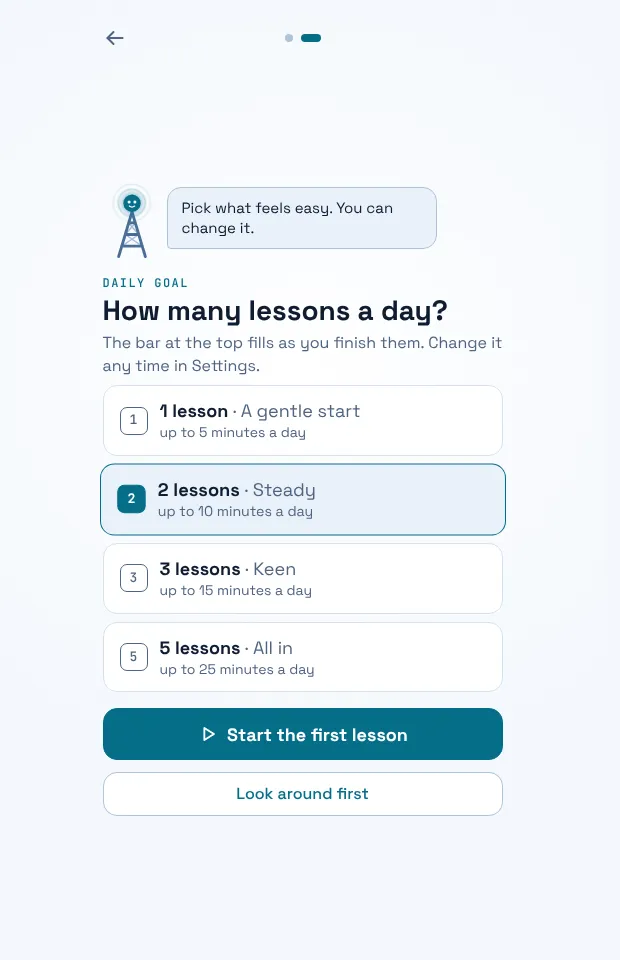 Pick what feels easy. You can
change it.
DAILY GOAL
How many lessons a day?
The bar at the top fills as you finish them. Change it
any time in Settings.
1
1 lesson · A gentle start
up to 5 minutes a day
2
2 lessons · Steady
up to 10 minutes a day
3
3 lessons · Keen
up to 15 minutes a day
5
5 lessons · All in
up to 25 minutes a day
Start the first lesson
Look around first